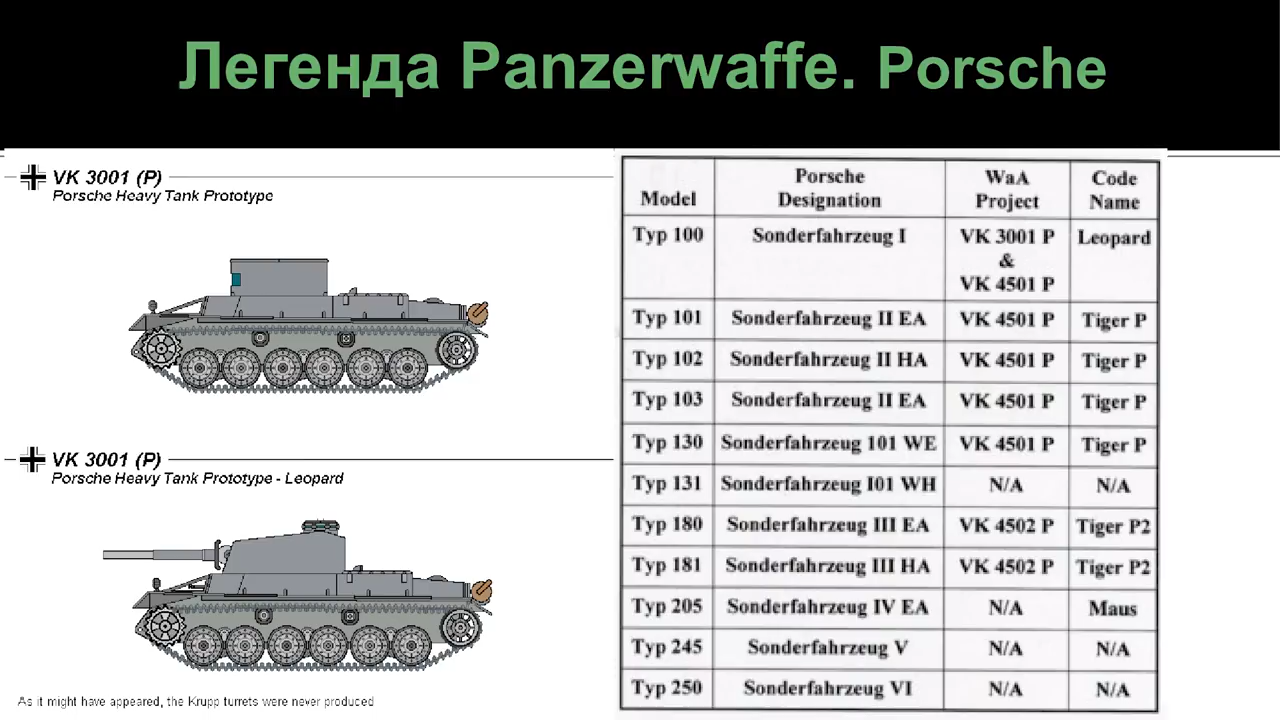 Легенда Panzerwaffe. Porsche
VK 3001 (P)
Porsche Heavy Tank Prototype
VK 3001 (P)
Porsche Heavy Tank Prototype - Leopard
As it might have appeared, the Krupp turrets were never produced
Model Porsche Designation WaA Project Code Name
Typ 100 Sonderfahrzeug I VK 3001 P & VK 4501 P Leopard
Typ 101 Sonderfahrzeug II EA VK 4501 P Tiger P
Typ 102 Sonderfahrzeug II HA VK 4501 P Tiger P
Typ 103 Sonderfahrzeug II EA VK 4501 P Tiger P
Typ 130 Sonderfahrzeug 101 WE VK 4501 P Tiger P
Typ 131 Sonderfahrzeug I01 WH N/A N/A
Typ 180 Sonderfahrzeug III EA VK 4502 P Tiger P2
Typ 181 Sonderfahrzeug III HA VK 4502 P Tiger P2
Typ 205 Sonderfahrzeug IV EA N/A Maus
Typ 245 Sonderfahrzeug V N/A N/A
Typ 250 Sonderfahrzeug VI N/A N/A